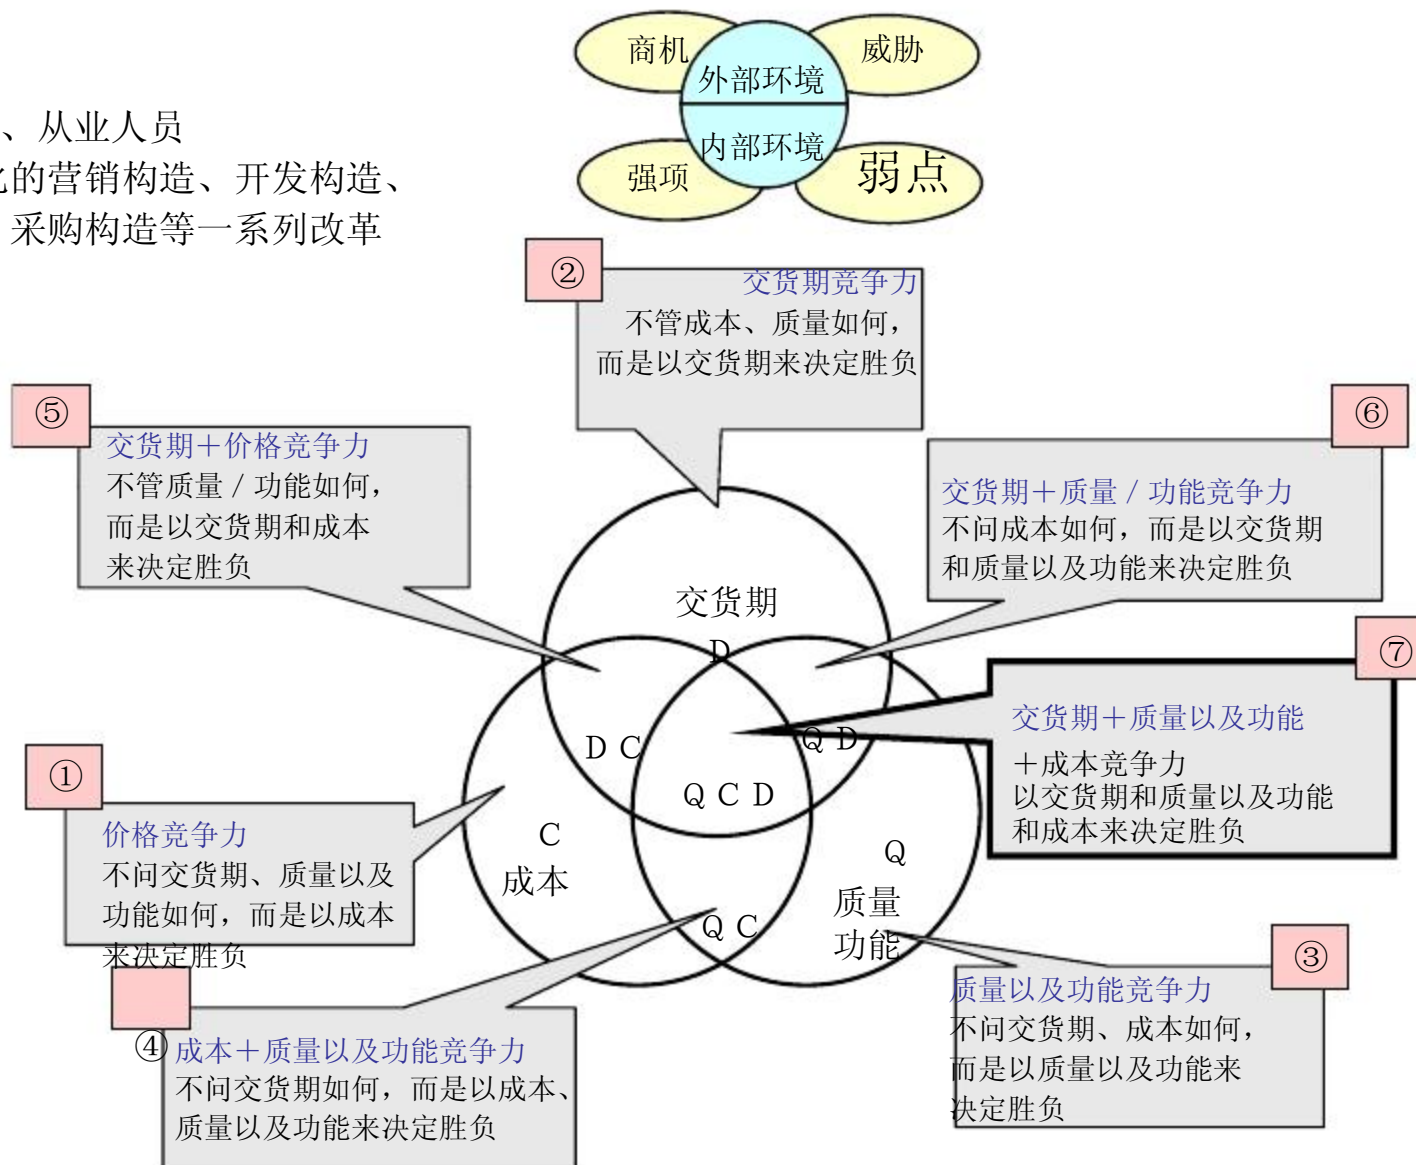 商机
威胁
外部环境
内部环境
强项
弱点
、从业人员
的营销构造、开发构造、
采购构造等一系列改革
②
交货期竞争力
不管成本、质量如何，
而是以交货期来决定胜负
⑤
交货期＋价格竞争力
不管质量／功能如何，
而是以交货期和成本
来决定胜负
⑥
交货期＋质量／功能竞争力
不问成本如何，而是以交货期
和质量以及功能来决定胜负
交货期
D
⑦
交货期＋质量以及功能
＋成本竞争力
以交货期和质量以及功能
和成本来决定胜负
D C
Q D
Q C D
①
价格竞争力
不问交货期、质量以及
功能如何，而是以成本
来决定胜负
C
成本
Q
质量
功能
Q C
③
质量以及功能竞争力
不问交货期、成本如何，
而是以质量以及功能来
决定胜负
④
成本＋质量以及功能竞争力
不问交货期如何，而是以成本、
质量以及功能来决定胜负